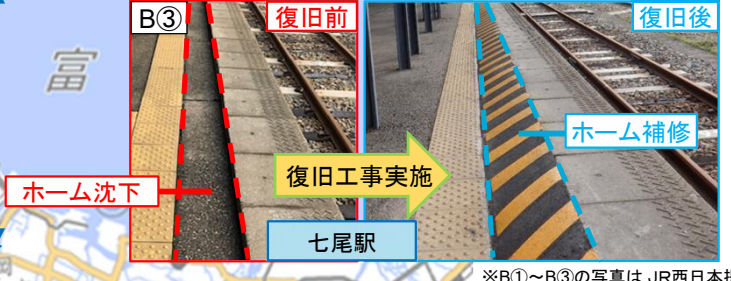 B③
復旧前
復旧後
富
ホーム補修
復旧工事実施
ホーム沈下
七尾駅
※B①～B③の写真は JR西日本